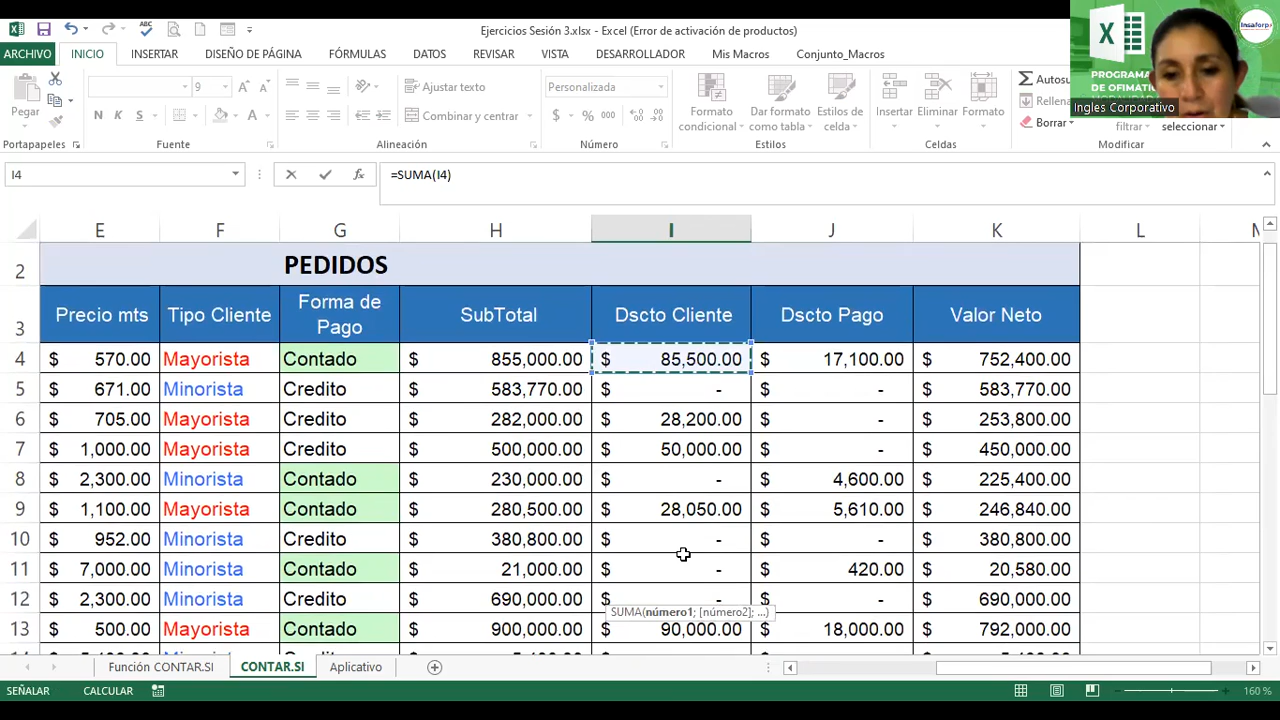 Ejercicios Sesión 3.xlsx - Excel (Error de activación de productos)
ARCHIVO INICIO INSERTAR DISEÑO DE PÁGINA FÓRMULAS DATOS REVISAR VISTA DESARROLLADOR Mis Macros Conjunto_Macros
Insaforp
PROGRAMA
DE OFIMÁTIC
Ingles Corporativo
Pegar
9
N K S
Ajustar texto
Combinar y centrar
Personalizada
$ % 000
Formato condicional
Dar formato como tabla
Estilos de celda
Insertar Eliminar Formato
Autosu
Rellena
Borrar
filtrar
seleccionar
Portapapeles Fuente Alineación Número Estilos Celdas Modificar
I4 =SUMA(I4)
E F G H I J K L M
2 PEDIDOS
3 Precio mts Tipo Cliente Forma de Pago SubTotal Dscto Cliente Dscto Pago Valor Neto
4 $ 570.00 Mayorista Contado $ 855,000.00 $ 85,500.00 $ 17,100.00 $ 752,400.00
5 $ 671.00 Minorista Credito $ 583,770.00 $ - $ - $ 583,770.00
6 $ 705.00 Mayorista Credito $ 282,000.00 $ 28,200.00 $ - $ 253,800.00
7 $ 1,000.00 Mayorista Credito $ 500,000.00 $ 50,000.00 $ - $ 450,000.00
8 $ 2,300.00 Minorista Contado $ 230,000.00 $ - $ 4,600.00 $ 225,400.00
9 $ 1,100.00 Mayorista Contado $ 280,500.00 $ 28,050.00 $ 5,610.00 $ 246,840.00
10 $ 952.00 Minorista Credito $ 380,800.00 $ - $ - $ 380,800.00
11 $ 7,000.00 Minorista Contado $ 21,000.00 $ - $ 420.00 $ 20,580.00
12 $ 2,300.00 Minorista Credito $ 690,000.00 $ - $ - $ 690,000.00
SUMA(número1; [número2]; ...)
13 $ 500.00 Mayorista Contado $ 900,000.00 $ 90,000.00 $ 18,000.00 $ 792,000.00
Función CONTAR.SI CONTAR.SI Aplicativo
SEÑALAR CALCULAR 160 %